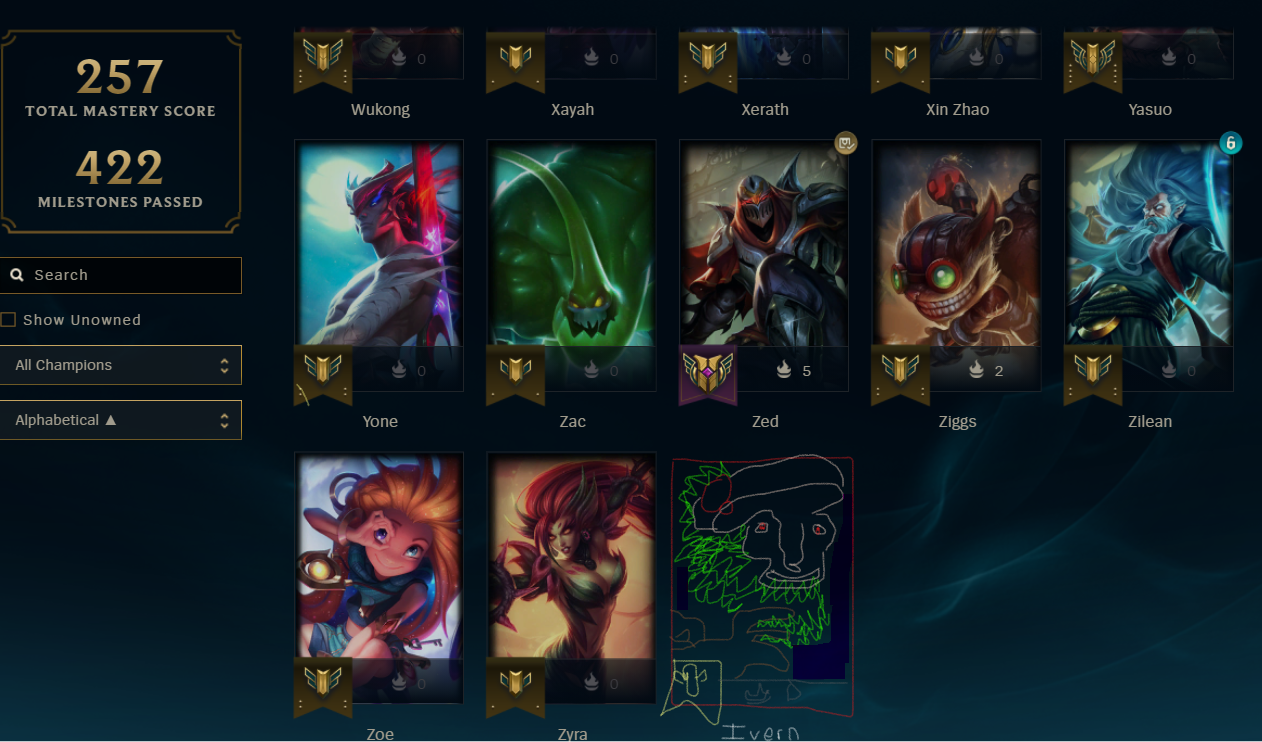 257
TOTAL MASTERY SCORE
422
MILESTONES PASSED
Search
Show Unowned
All Champions
Alphabetical ▲
0 0 0 0 0
Wukong Xayah Xerath Xin Zhao Yasuo
0 0 5 2 0
Yone Zac Zed Ziggs Zilean
0 0
Zoe Zyra Ivern